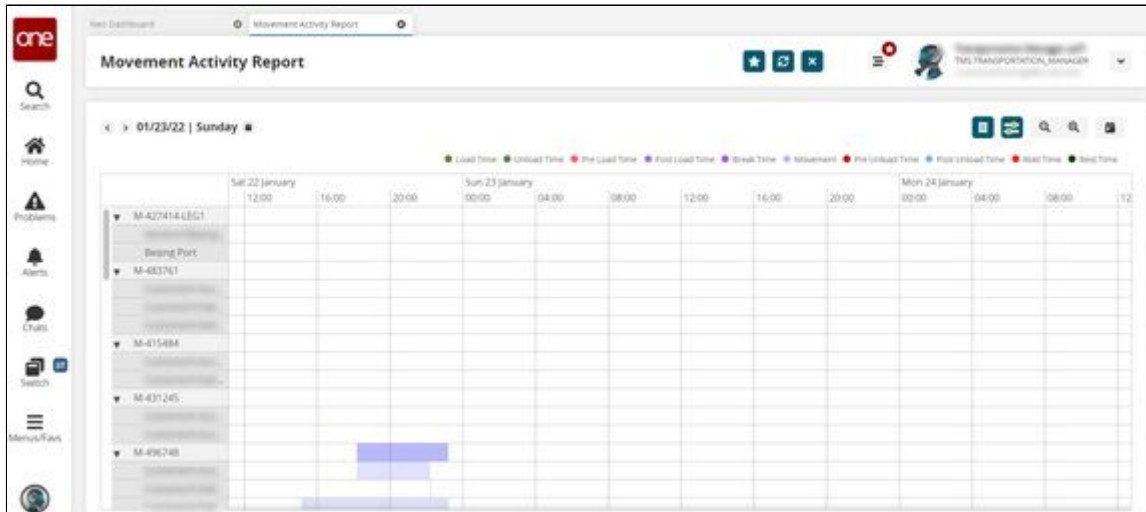 Neo Dashboard
Movement Activity Report
one
Movement Activity Report
TMS.TRANSPORTATION_MANAGER
Search
Home
Problems
Alerts
Chats
Switch
27
Menus/Favs
01/23/22 | Sunday
Load Time
Unload Time
Pre Load Time
Post Load Time
Break Time
Movement
Pre Unload Time
Post Unload Time
Wait Time
Rest Time
Sat 22 January
Sun 23 January
Mon 24 January
12:00 16:00 20:00 00:00 04:00 08:00 12:00 16:00 20:00 00:00 04:00 08:00 12
M-427414-LEG1
Beijing Port
M-483761
M-415484
M-431245
M-496748